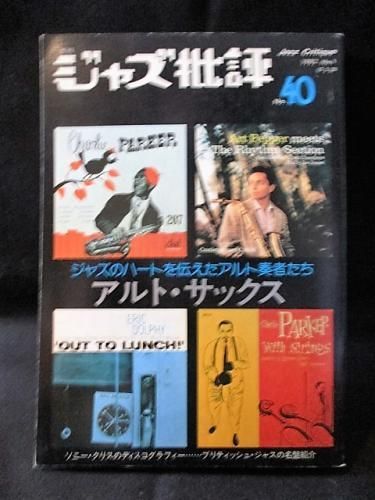 ジャズ批評
Jazz Critique
No. 40
Charlie
PARKER
Art Pepper meets
The Rhythm Section
ジャズのハートを伝えたアルト奏者たち
アルト・サックス
ERIC
DOLPHY
'OUT TO LUNCH!'
Charlie
PARKER
With Strings
ソニー・クリスのディスコグラフィー……ブリティッシュ・ジャズの名盤紹介